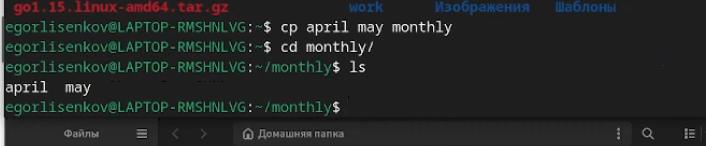 go1.15.linux-amd64.tar.gz work Изображения Шаблоны
egorlisenkov@LAPTOP-RMSHNLVG:~$ cp april may monthly
egorlisenkov@LAPTOP-RMSHNLVG:~$ cd monthly/
egorlisenkov@LAPTOP-RMSHNLVG:~/monthly$ ls
april may
egorlisenkov@LAPTOP-RMSHNLVG:~/monthly$
Файлы Домашняя папка